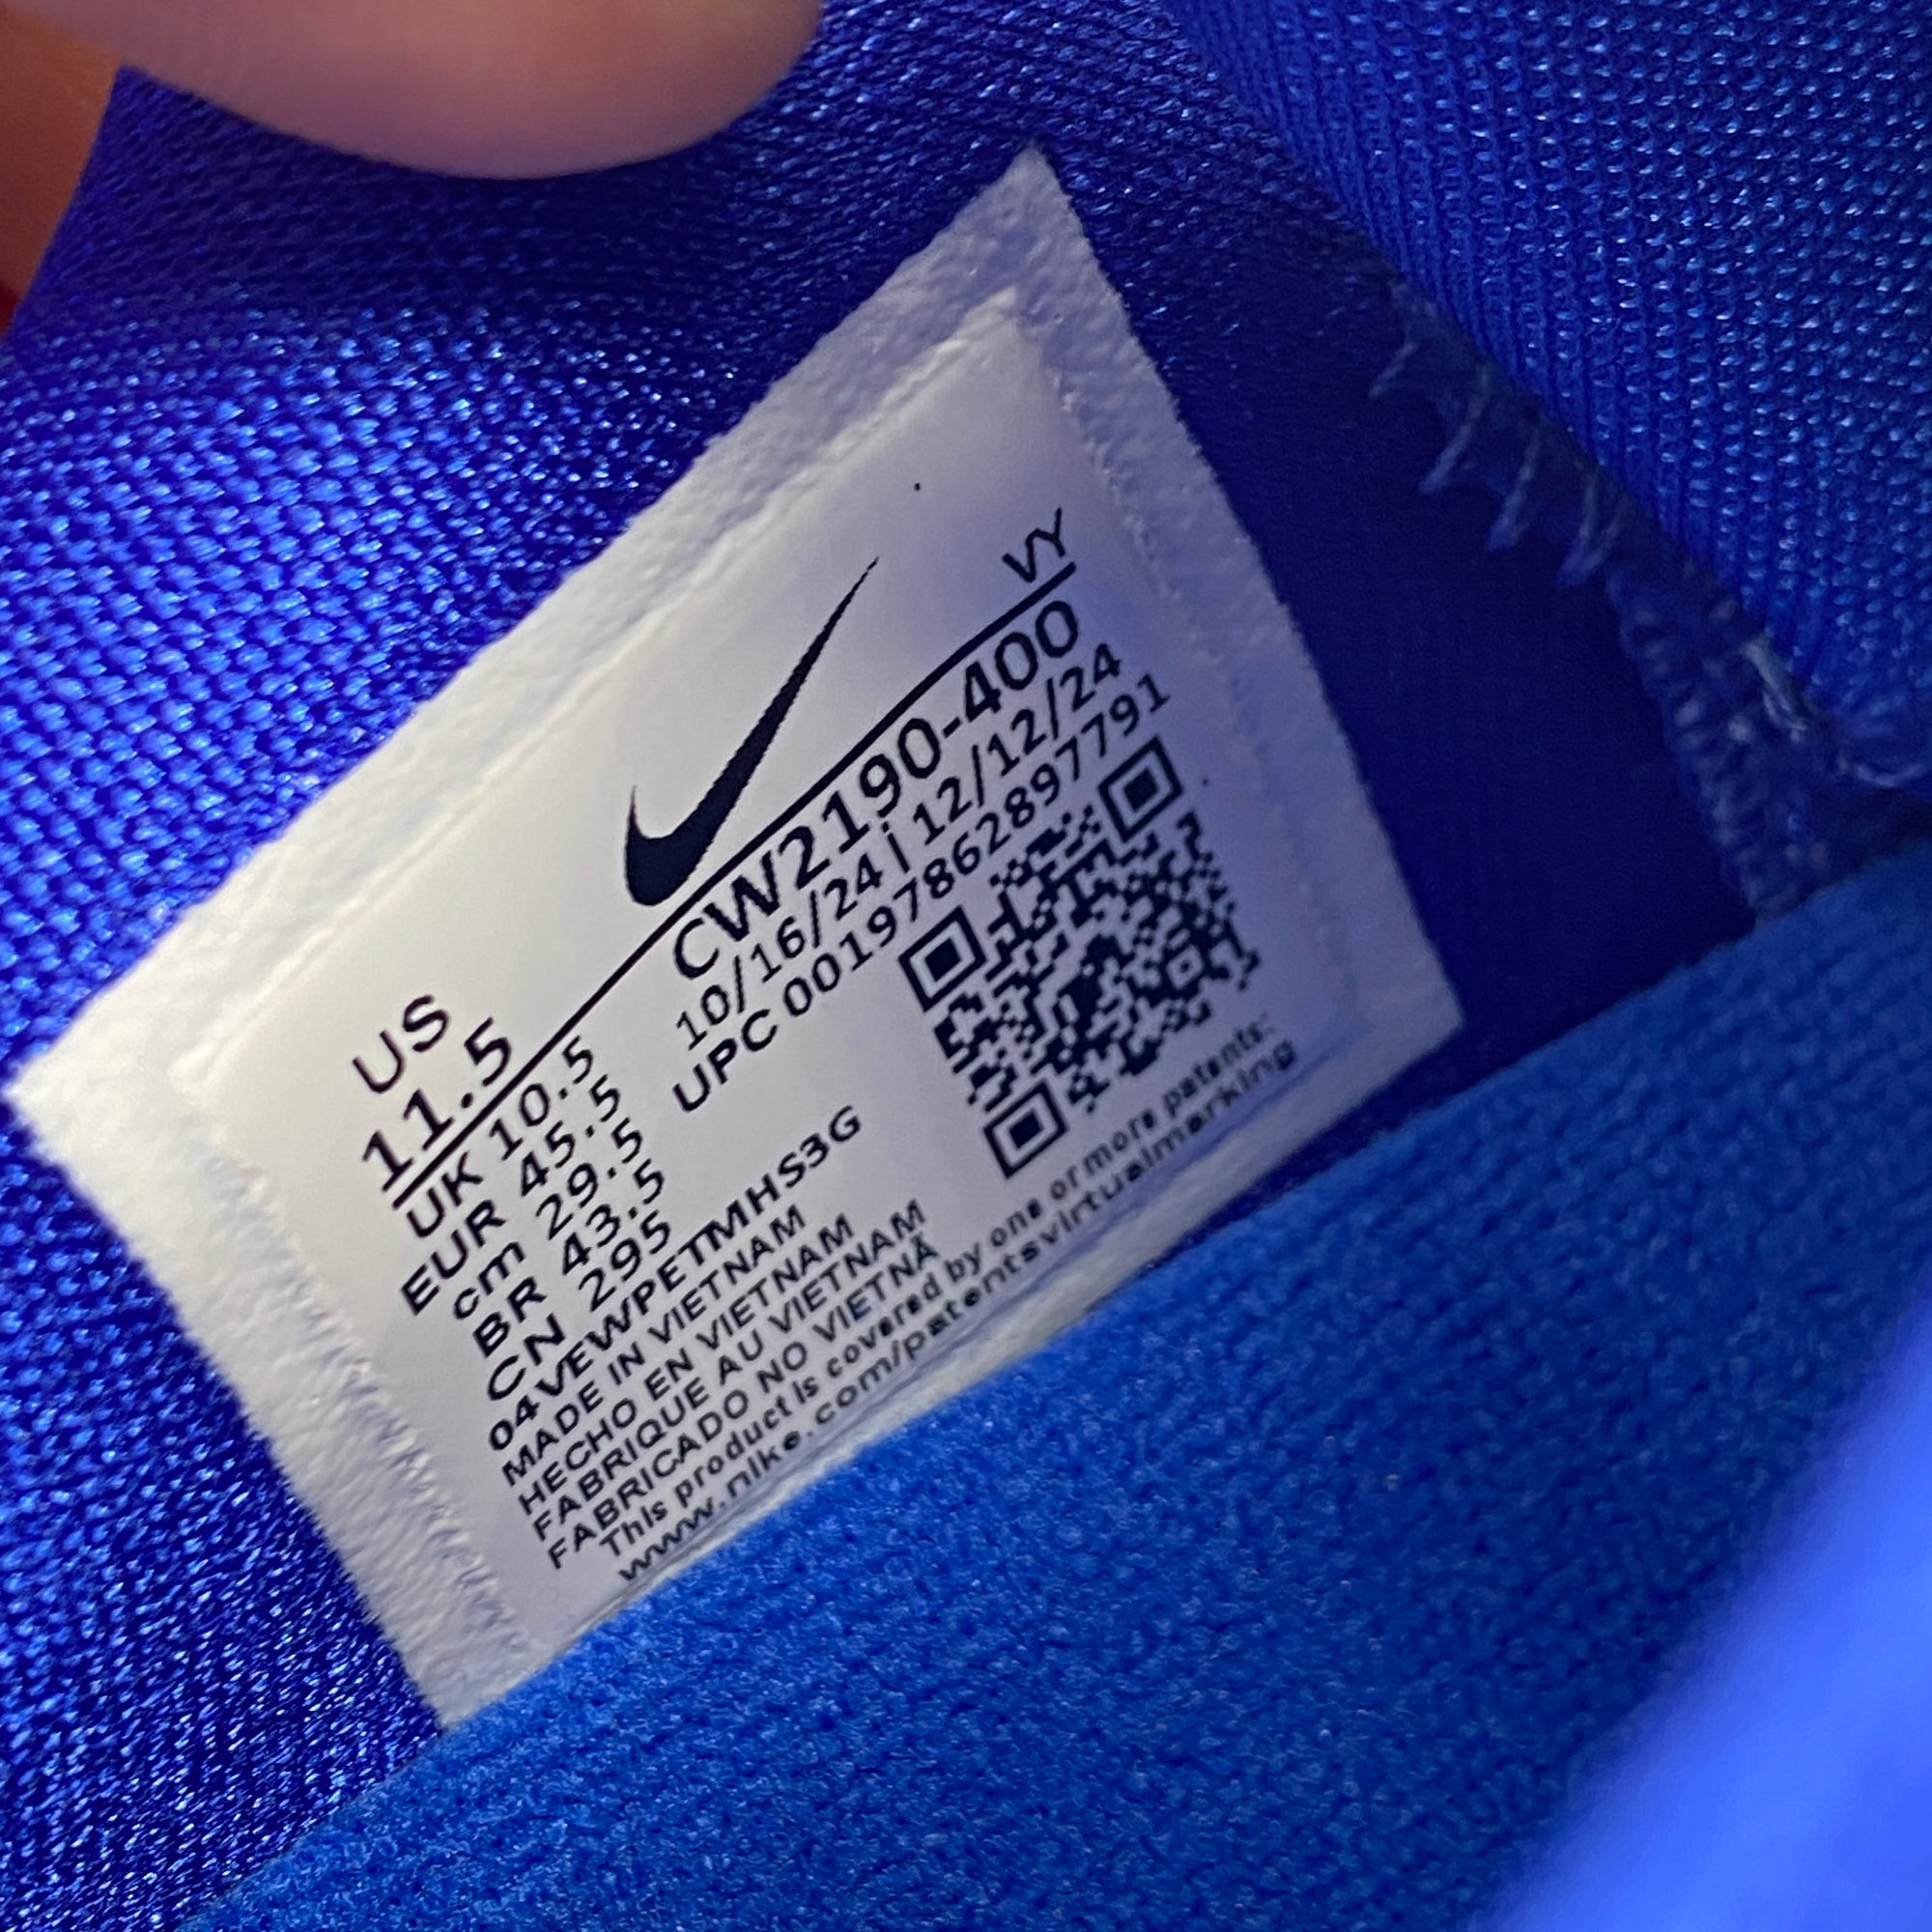 VY
US
11.5
UK 10.5
EUR 45.5
cm 29.5
BR 43.5
CN 295
CW2190-400
10/16/24 | 12/12/24
UPC 00197862897791
04VEWPETMHS3G
MADE IN VIETNAM
HECHO EN VIETNAM
FABRIQUE AU VIETNAM
FABRICADO NO VIETNÃ
This product is covered by one or more patents:
www.nike.com/patentsvirtualmarking